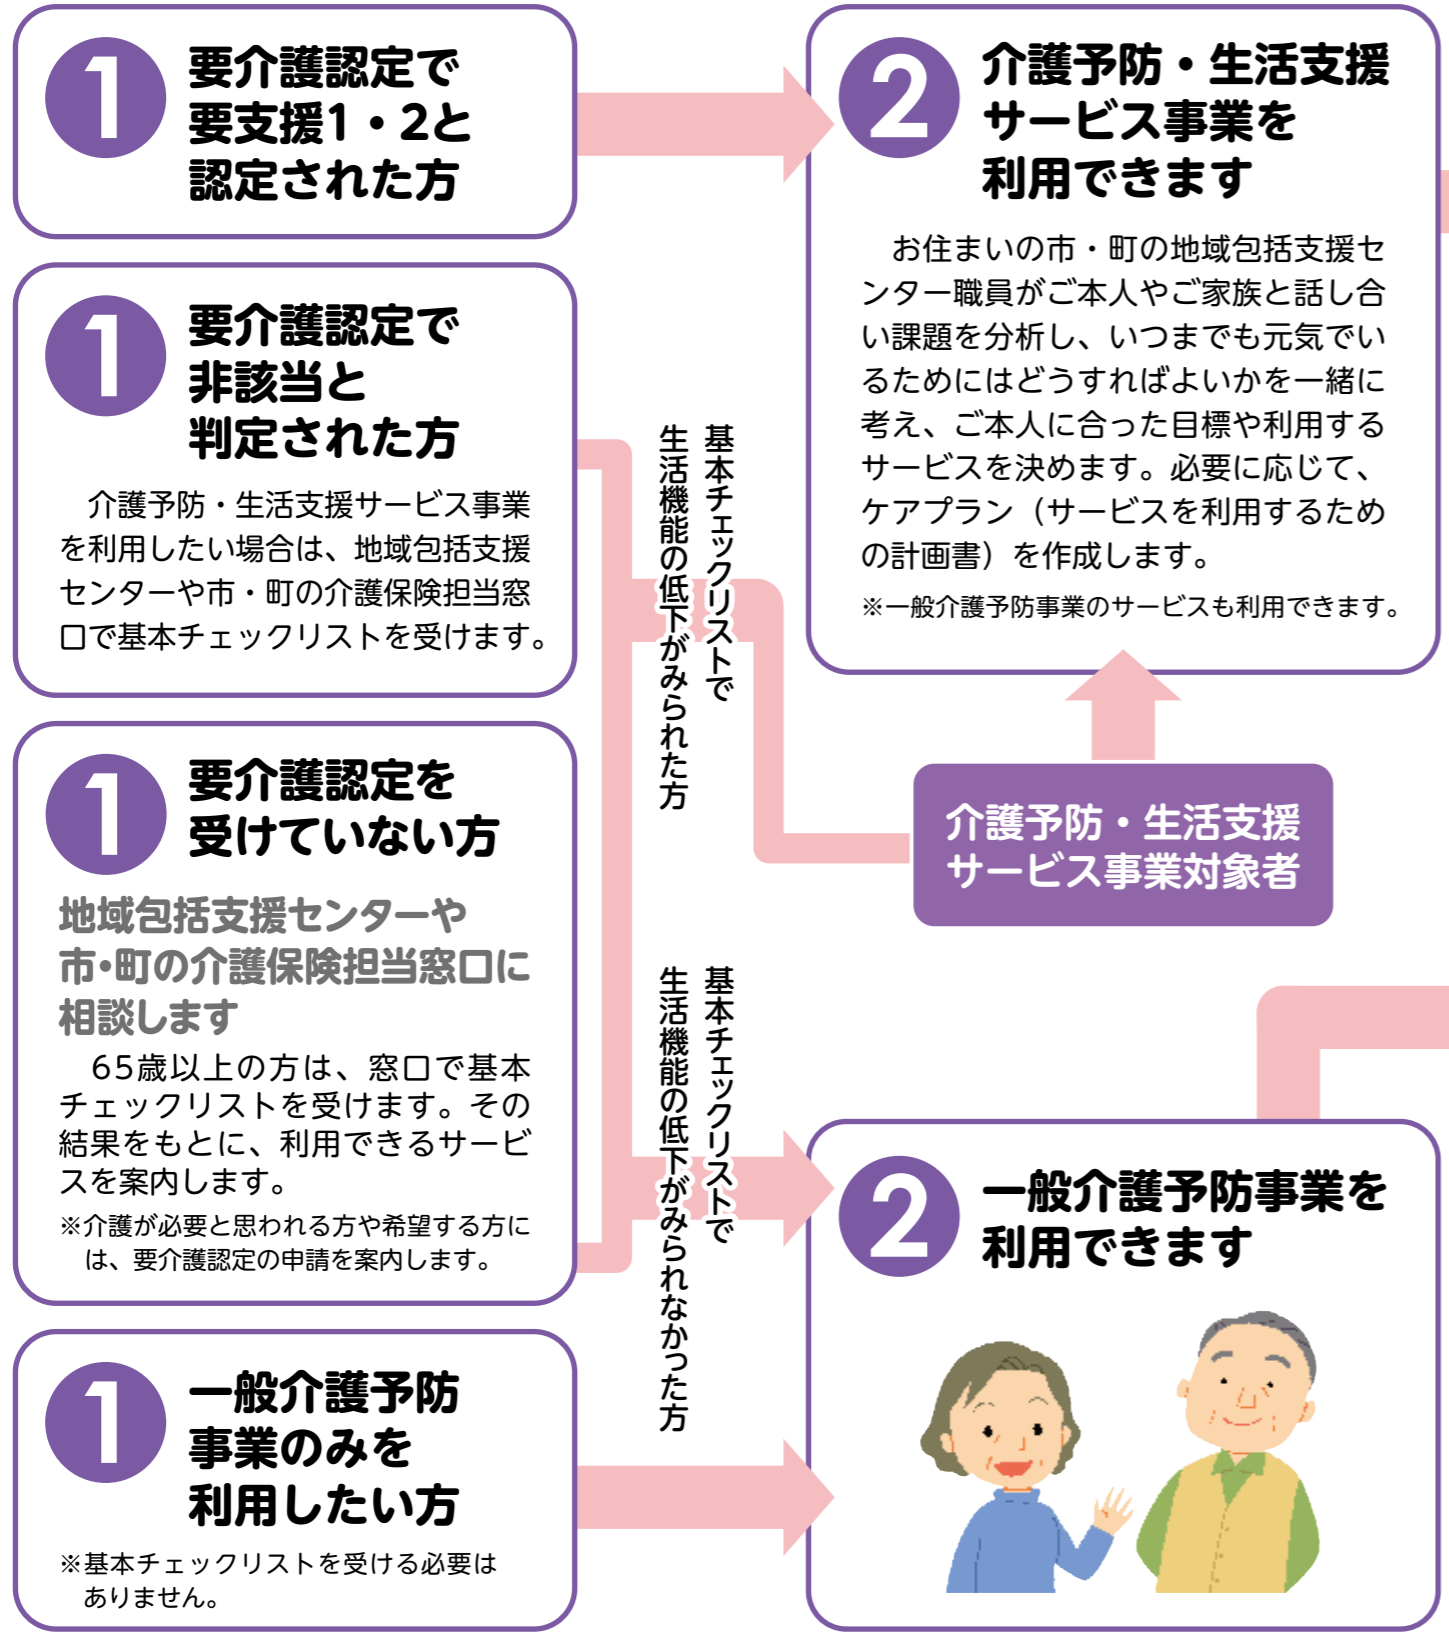 1
要介護認定で
要支援1・2と
認定された方
1
要介護認定で
非該当と
判定された方
介護予防・生活支援サービス事業
を利用したい場合は、地域包括支援
センターや市・町の介護保険担当窓
口で基本チェックリストを受けます。
1
要介護認定を
受けていない方
地域包括支援センターや
市・町の介護保険担当窓口に
相談します
65歳以上の方は、窓口で基本
チェックリストを受けます。その
結果をもとに、利用できるサービ
スを案内します。
※介護が必要と思われる方や希望する方に
は、要介護認定の申請を案内します。
1
一般介護予防
事業のみを
利用したい方
※基本チェックリストを受ける必要は
ありません。
基本チェックリストで
生活機能の低下がみられた方
基本チェックリストで
生活機能の低下がみられなかった方
2
介護予防・生活支援
サービス事業を
利用できます
お住まいの市・町の地域包括支援セ
ンター職員がご本人やご家族と話し合
い課題を分析し、いつまでも元気でい
るためにはどうすればよいかを一緒に
考え、ご本人に合った目標や利用する
サービスを決めます。必要に応じて、
ケアプラン（サービスを利用するため
の計画書）を作成します。
※一般介護予防事業のサービスも利用できます。
介護予防・生活支援
サービス事業対象者
2
一般介護予防事業を
利用できます